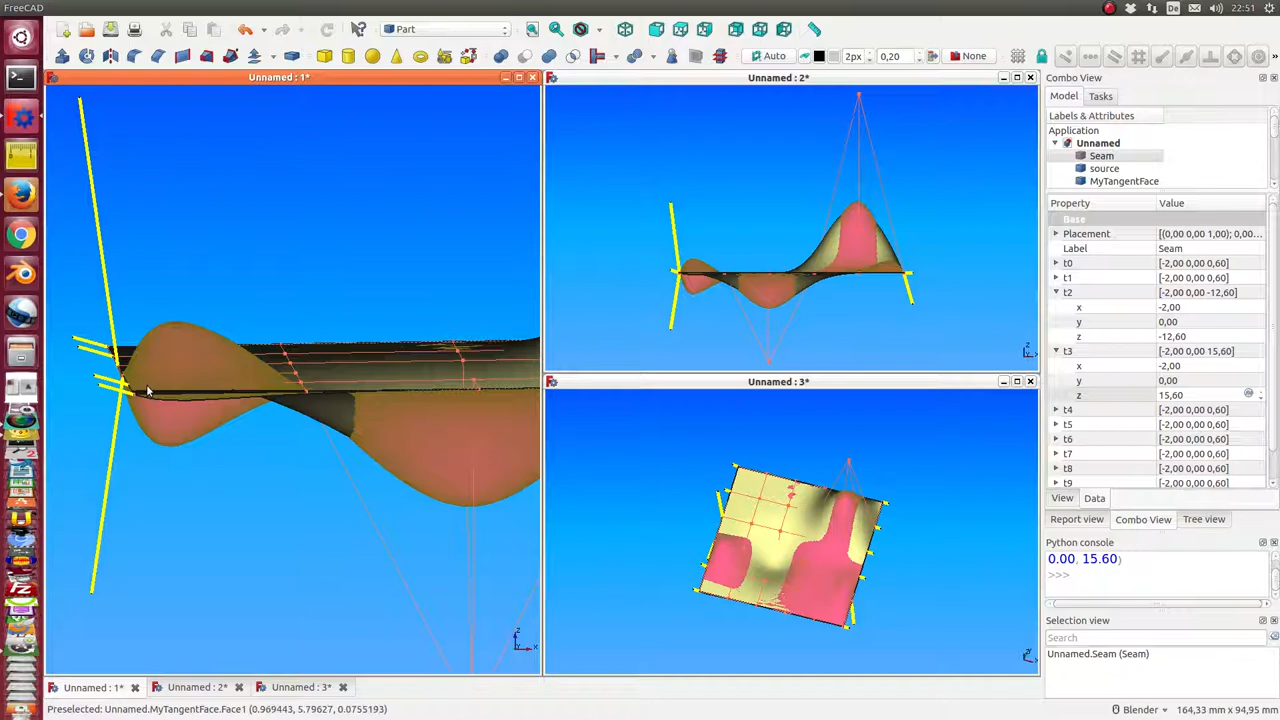 FreeCAD
De
22:51
Part
Auto
2px
0,20
None
Unnamed : 1*
Unnamed : 2*
Unnamed : 3*
Combo View
Model
Tasks
Labels & Attributes
Application
Unnamed
Seam
source
MyTangentFace
Property Value
Base
Placement [(0,00 0,00 1,00); 0,00...
Label Seam
t0 [-2,00 0,00 0,60]
t1 [-2,00 0,00 0,60]
t2 [-2,00 0,00 -12,60]
x -2,00
y 0,00
z -12,60
t3 [-2,00 0,00 15,60]
x -2,00
y 0,00
z 15,60
t4 [-2,00 0,00 0,60]
t5 [-2,00 0,00 0,60]
t6 [-2,00 0,00 0,60]
t7 [-2,00 0,00 0,60]
t8 [-2,00 0,00 0,60]
t9 [-2,00 0,00 0,60]
View
Data
Report view
Combo View
Tree view
Python console
0.00, 15.60)
>>>
Selection view
Search
Unnamed.Seam (Seam)
Unnamed : 1*
Unnamed : 2*
Unnamed : 3*
Preselected: Unnamed.MyTangentFace.Face1 (0.969443, 5.79627, 0.0755193)
Blender
164,33 mm x 94,95 mm